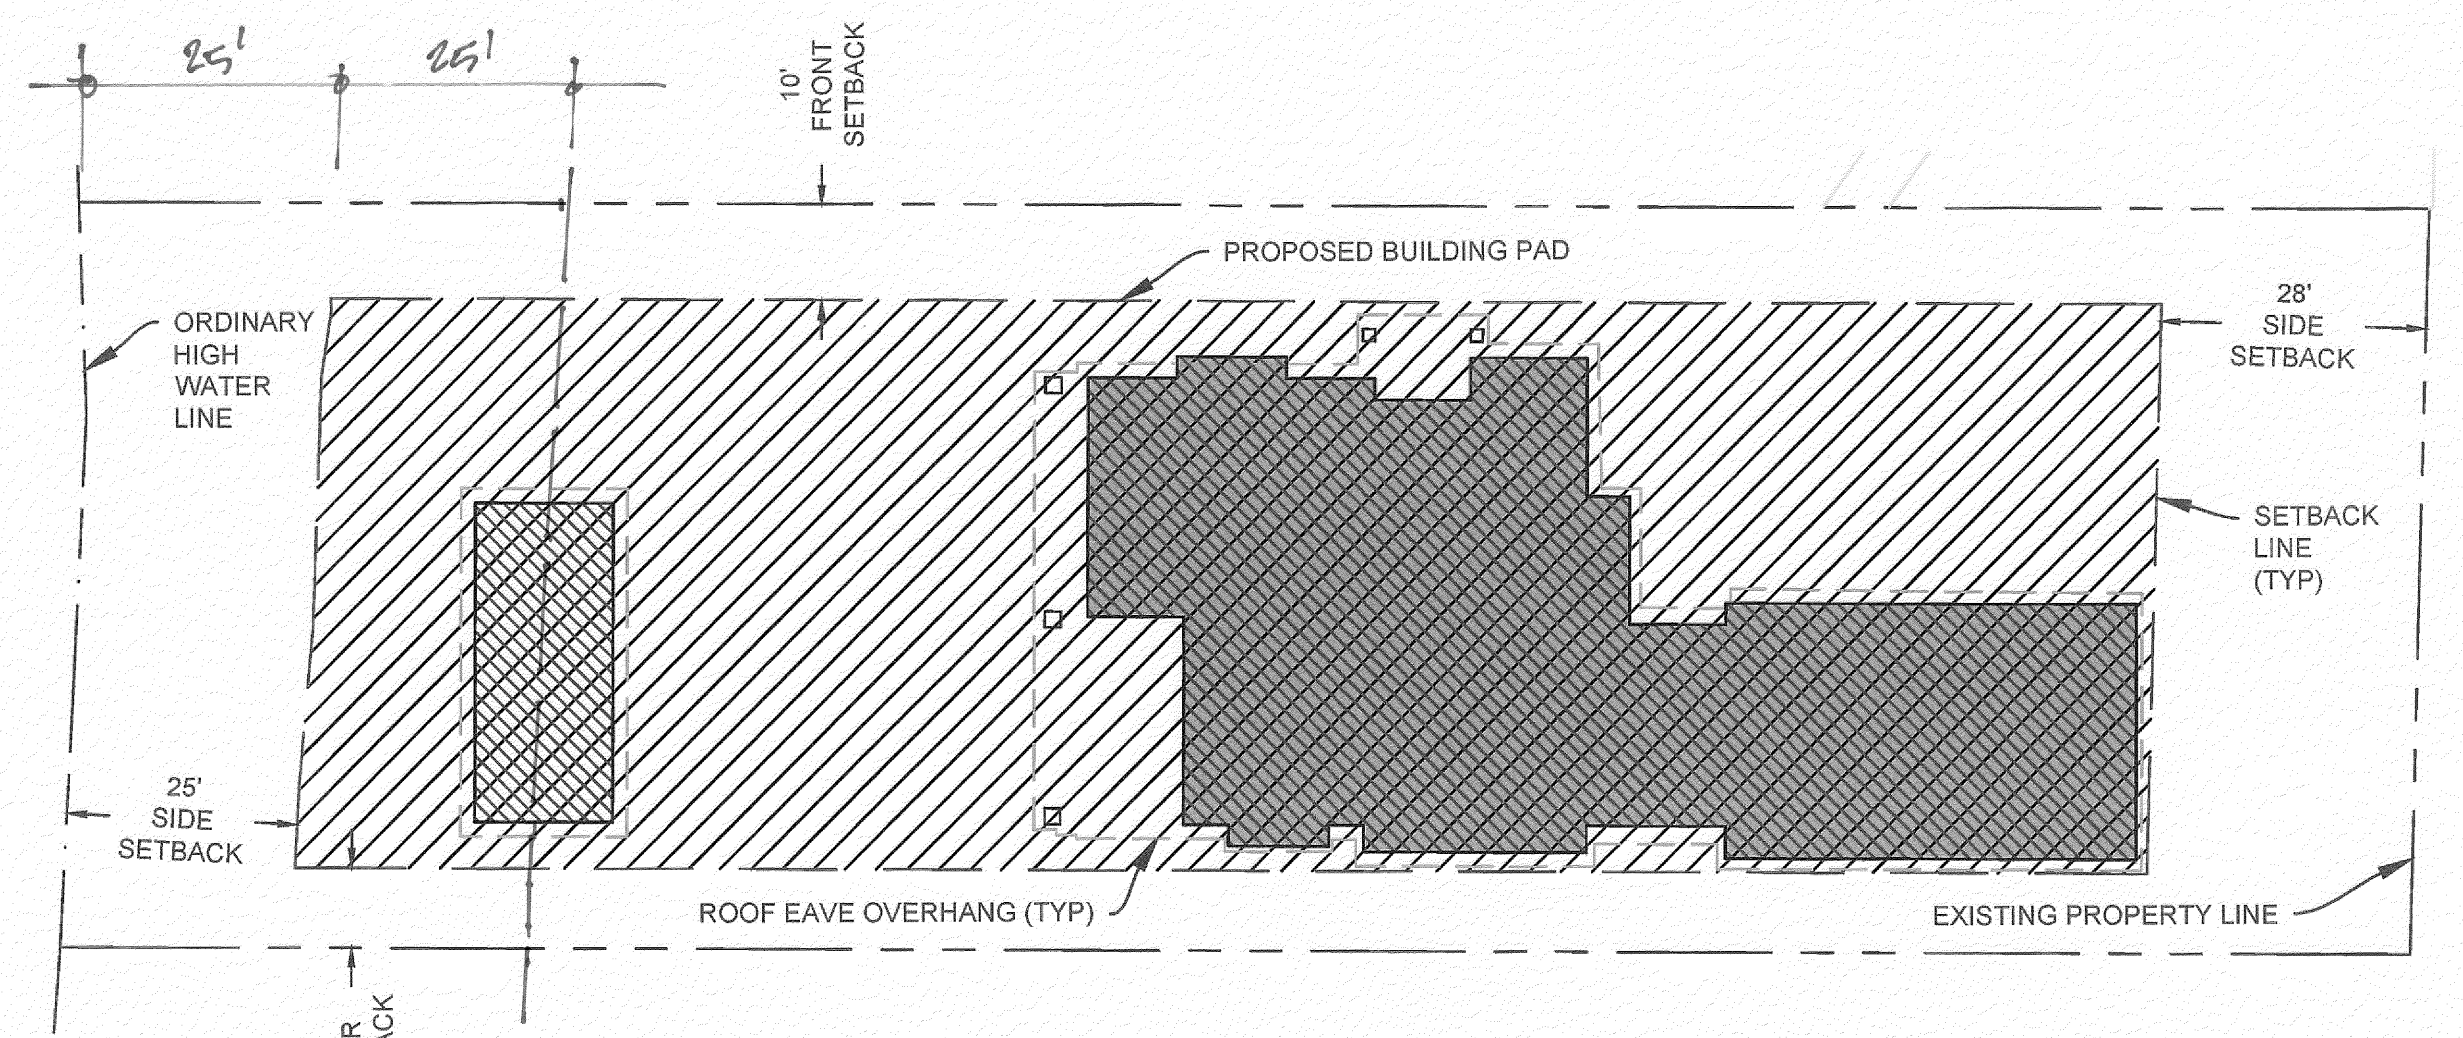 25' 25'
10'
FRONT
SETBACK
PROPOSED BUILDING PAD
ORDINARY
HIGH
WATER
LINE
28'
SIDE
SETBACK
SETBACK
LINE
(TYP)
25'
SIDE
SETBACK
ROOF EAVE OVERHANG (TYP)
EXISTING PROPERTY LINE
R
ACK